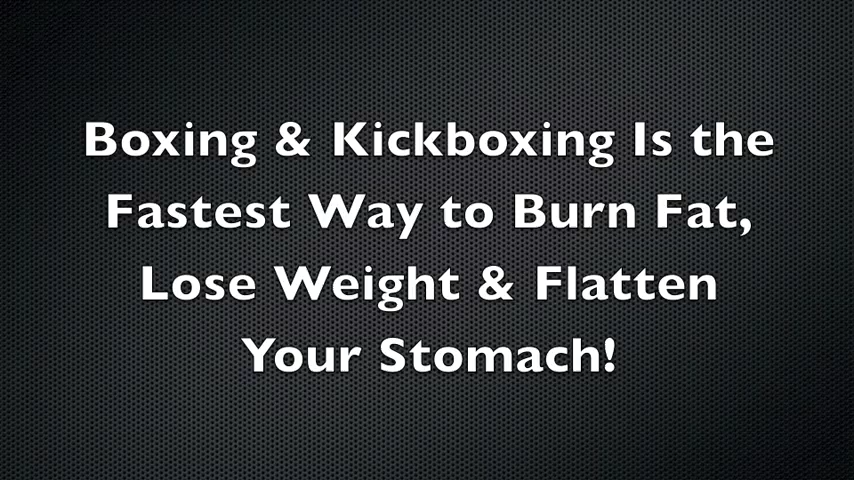 Boxing & Kickboxing Is the
Fastest Way to Burn Fat,
Lose Weight & Flatten
Your Stomach!